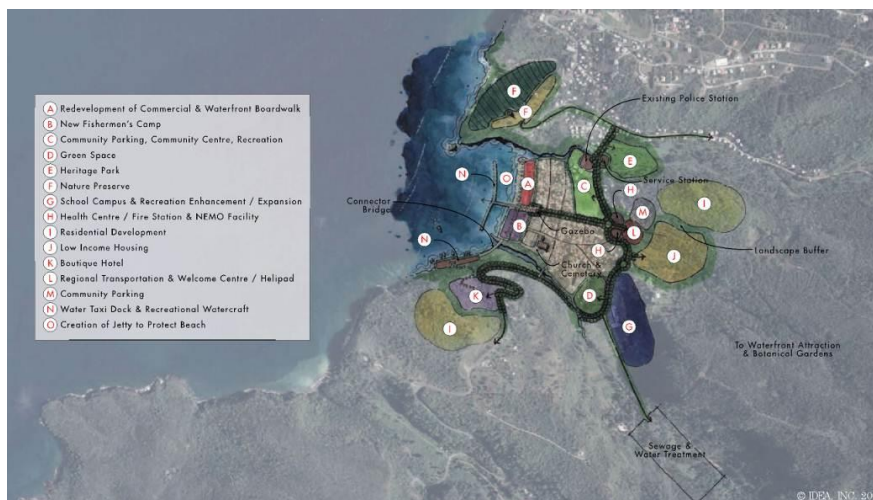 A Redevelopment of Commercial & Waterfront Boardwalk
B New Fishermen's Camp
C Community Parking, Community Centre, Recreation
D Green Space
E Heritage Park
F Nature Preserve
G School Campus & Recreation Enhancement / Expansion
H Health Centre / Fire Station & NEMO Facility
I Residential Development
J Low Income Housing
K Boutique Hotel
L Regional Transportation & Welcome Centre / Helipad
M Community Parking
N Water Taxi Dock & Recreational Watercraft
O Creation of Jetty to Protect Beach
F
F
Existing Police Station
E
N
O
A
C
H
Service Station
M
I
Connector
Bridge
B
Gazebo
H
L
Landscape Buffer
J
N
Church &
Cemetery
K
D
I
G
To Waterfront Attraction
& Botanical Gardens
Sewage &
Water Treatment
© IDEA, INC. 20